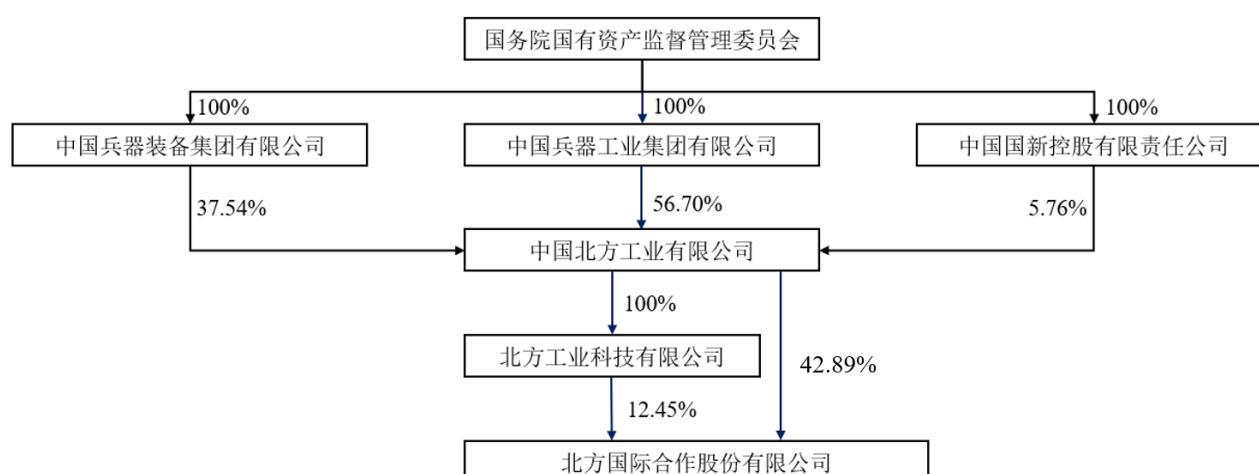 国务院国有资产监督管理委员会
100%
100%
100%
中国兵器装备集团有限公司
中国兵器工业集团有限公司
中国国新控股有限责任公司
37.54%
56.70%
5.76%
中国北方工业有限公司
100%
北方工业科技有限公司
42.89%
12.45%
北方国际合作股份有限公司